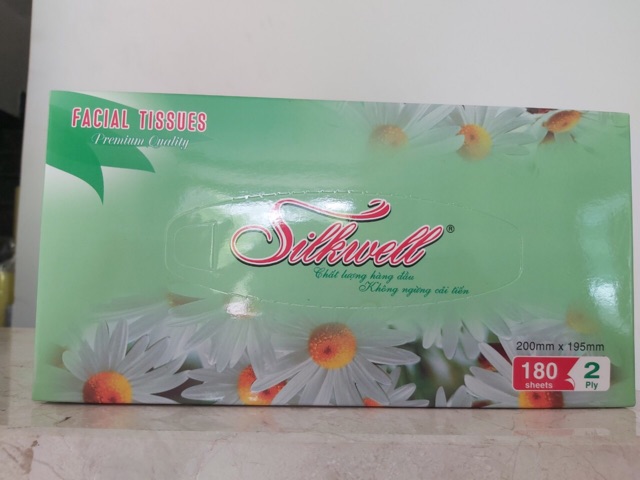 FACIAL TISSUES
Premium Quality
Silkwell®
Chất lượng hàng đầu
Không ngừng cải tiến
200mm x 195mm
180 2
sheets Ply